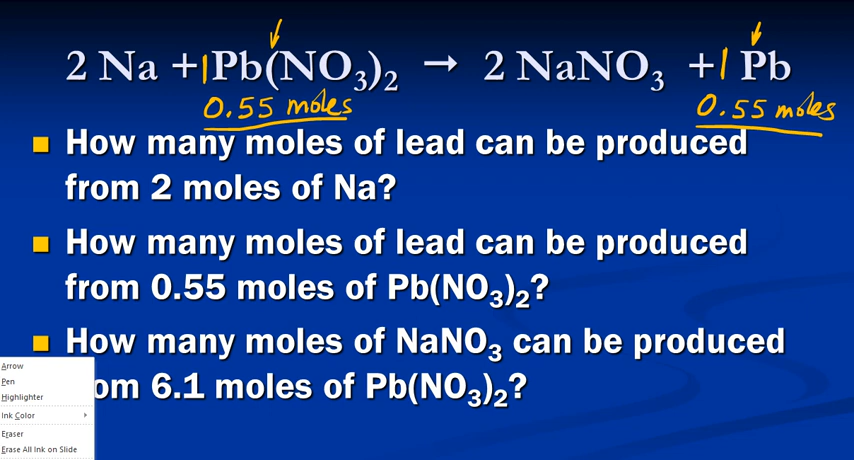 2 Na + 1 Pb(NO₃)₂ → 2 NaNO₃ + 1 Pb
0.55 moles 0.55 moles
How many moles of lead can be produced
from 2 moles of Na?
How many moles of lead can be produced
from 0.55 moles of Pb(NO₃)₂?
How many moles of NaNO₃ can be produced
om 6.1 moles of Pb(NO₃)₂?
Arrow
Pen
Highlighter
Ink Color
Eraser
Erase All Ink on Slide